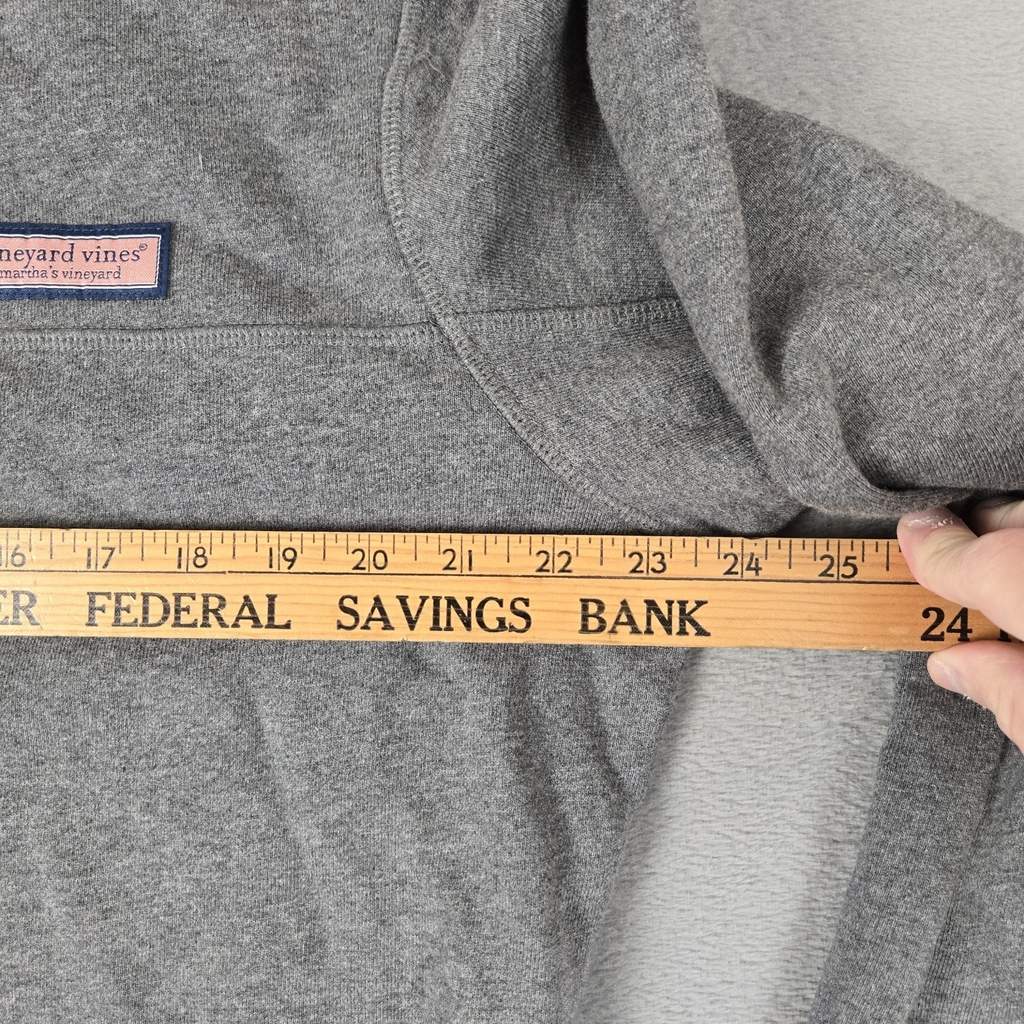 neyard vines®
martha's vineyard
16 17 18 19 20 21 22 23 24 25
ER FEDERAL SAVINGS BANK 24